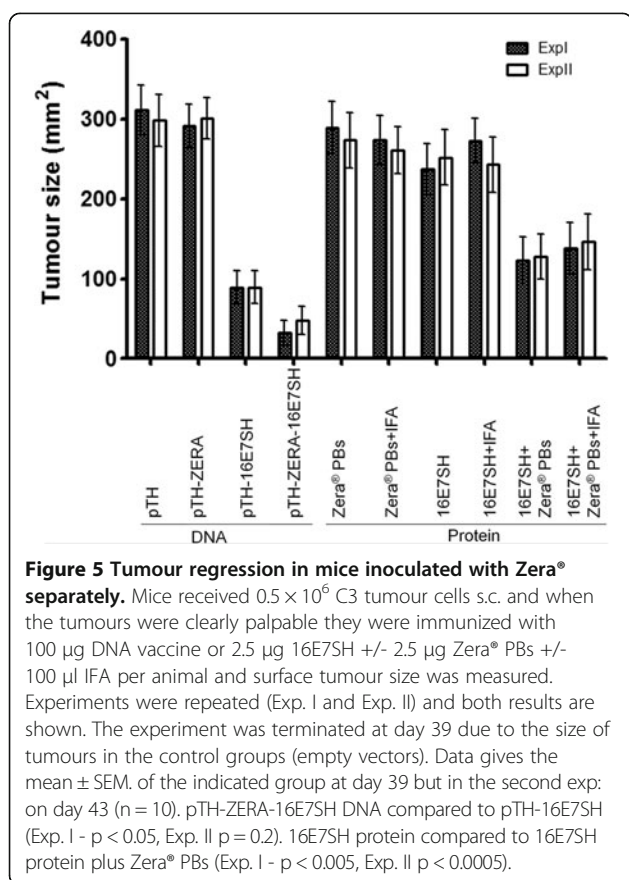 400
300
200
100
0
Tumour size (mm²)
ExpI
ExpII
pTH
pTH-ZERA
pTH-16E7SH
pTH-ZERA-16E7SH
Zera® PBs
Zera® PBs+IFA
16E7SH
16E7SH+IFA
16E7SH+
Zera® PBs
16E7SH+
Zera® PBs+IFA
DNA
Protein
Figure 5 Tumour regression in mice inoculated with Zera®
separately. Mice received 0.5 × 10⁶ C3 tumour cells s.c. and when
the tumours were clearly palpable they were immunized with
100 μg DNA vaccine or 2.5 μg 16E7SH +/- 2.5 μg Zera® PBs +/-
100 μl IFA per animal and surface tumour size was measured.
Experiments were repeated (Exp. I and Exp. II) and both results are
shown. The experiment was terminated at day 39 due to the size of
tumours in the control groups (empty vectors). Data gives the
mean ± SEM. of the indicated group at day 39 but in the second exp:
on day 43 (n = 10). pTH-ZERA-16E7SH DNA compared to pTH-16E7SH
(Exp. I - p < 0.05, Exp. II p = 0.2). 16E7SH protein compared to 16E7SH
protein plus Zera® PBs (Exp. I - p < 0.005, Exp. II p < 0.0005).